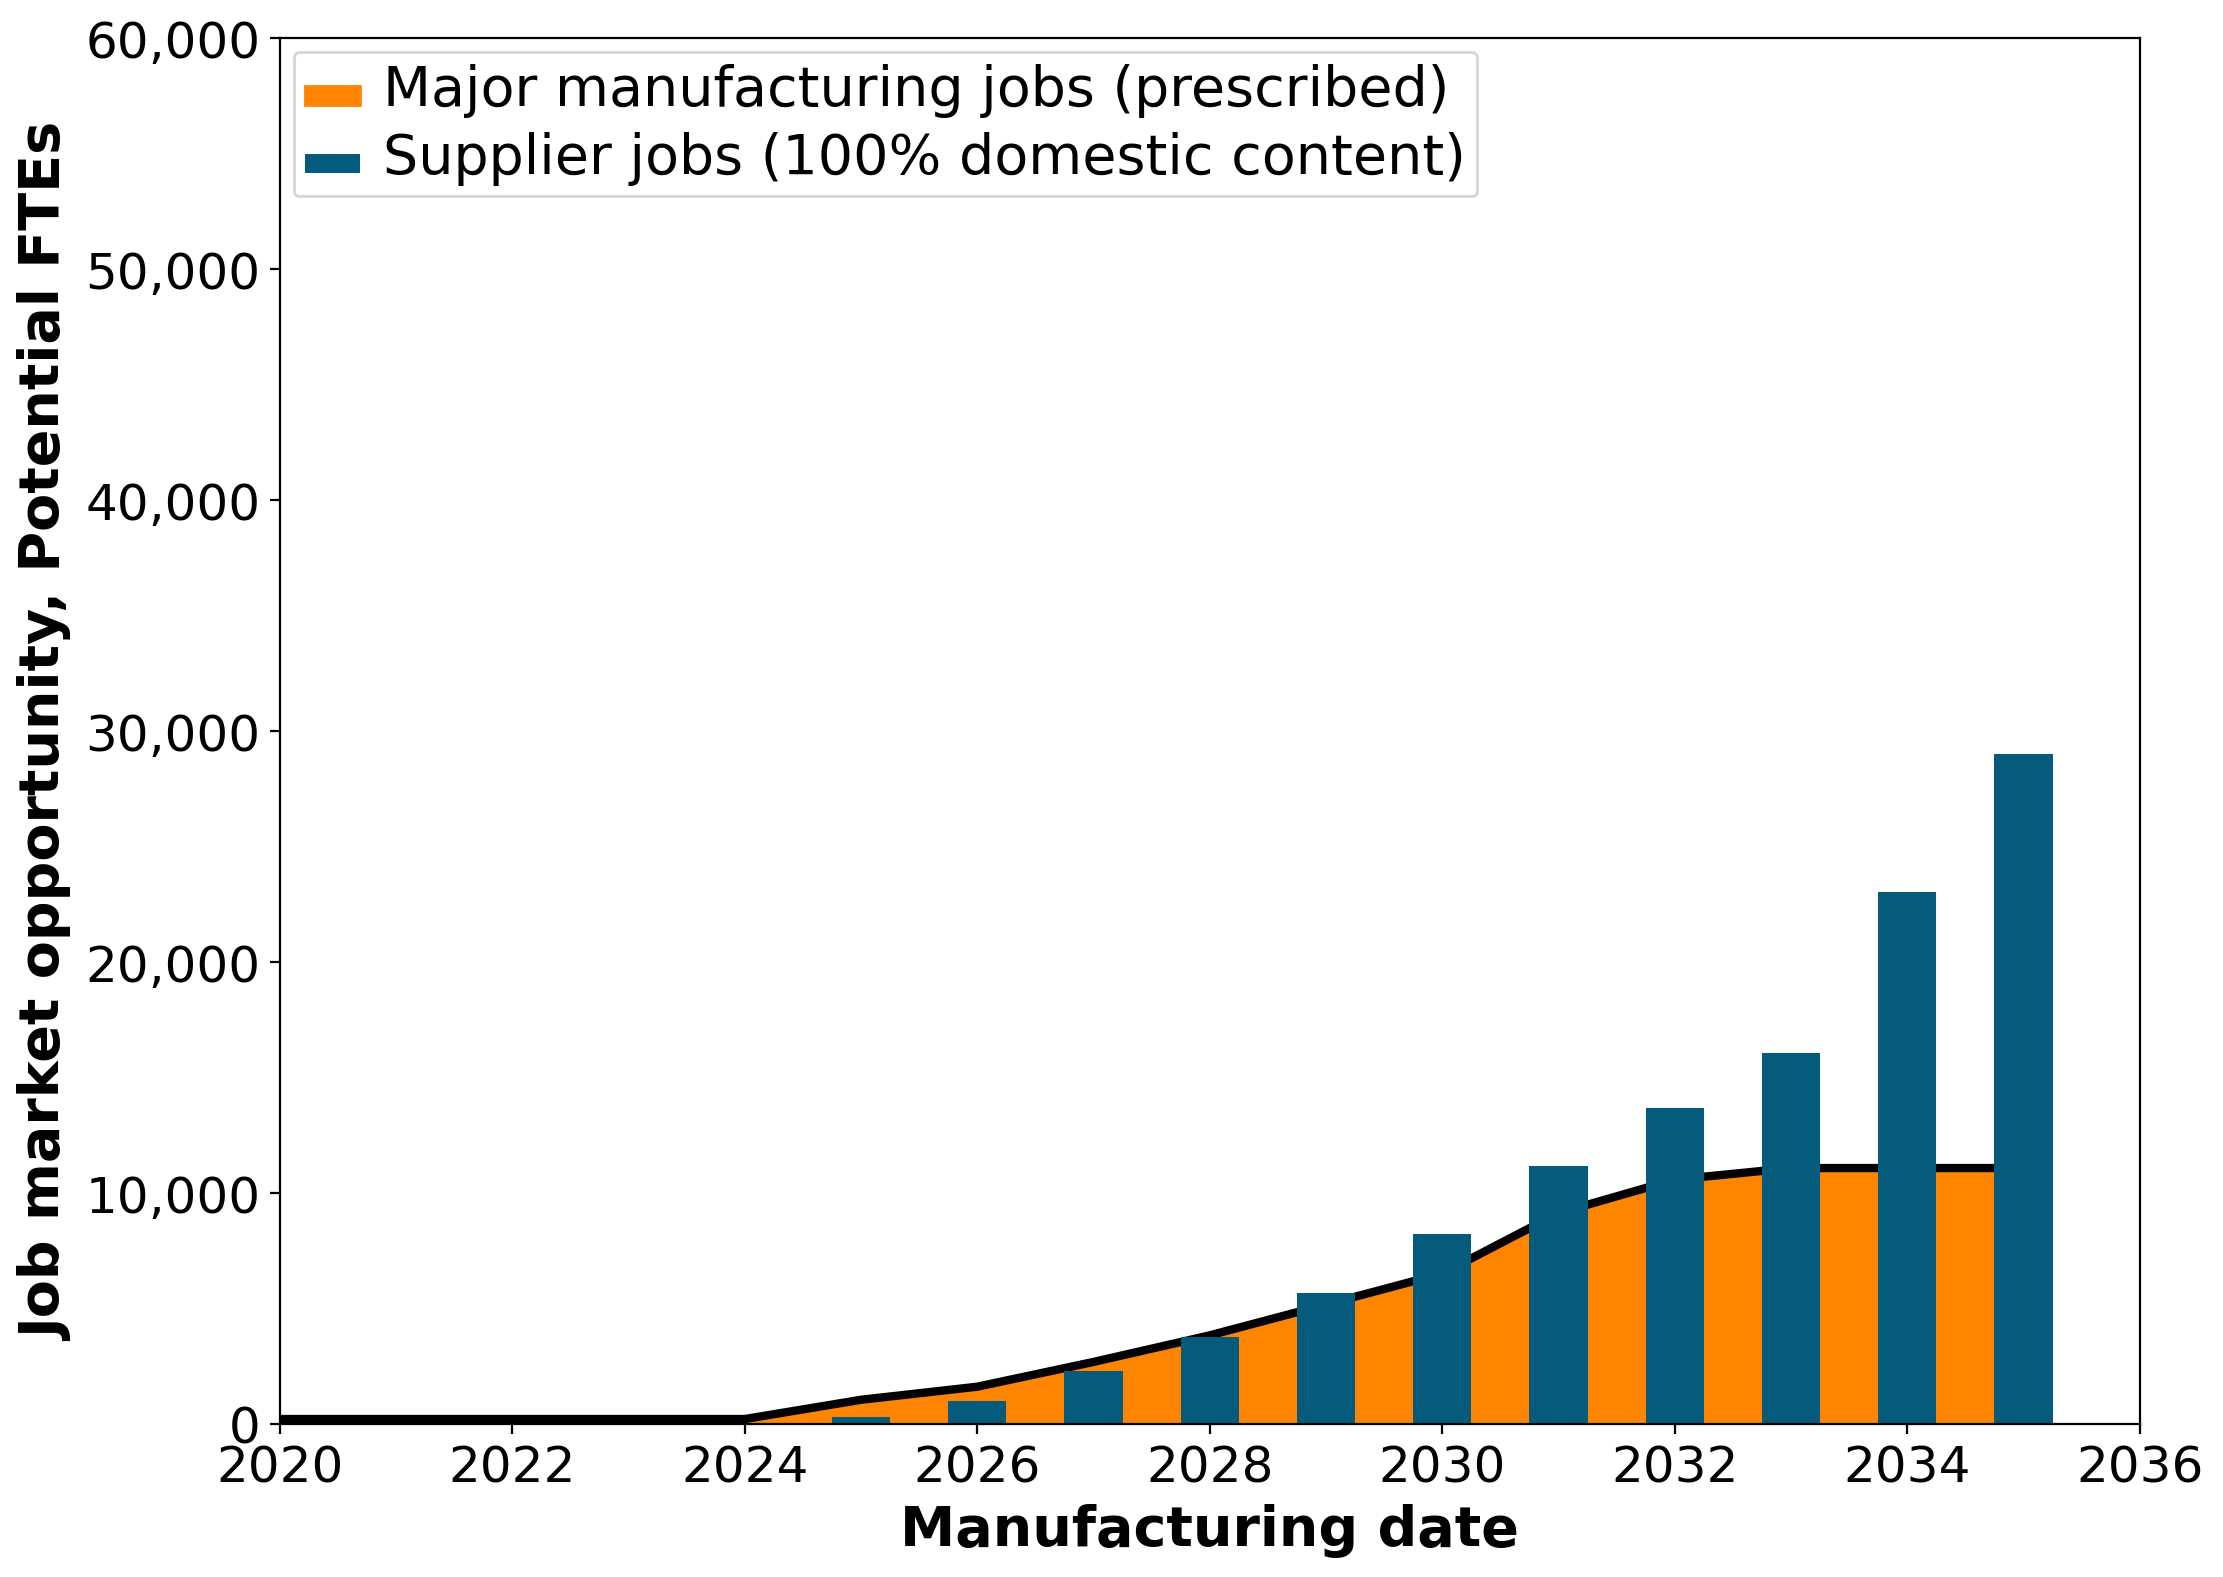 60,000
50,000
40,000
30,000
20,000
10,000
0
Job market opportunity, Potential FTEs
Major manufacturing jobs (prescribed)
Supplier jobs (100% domestic content)
2020 2022 2024 2026 2028 2030 2032 2034 2036
Manufacturing date